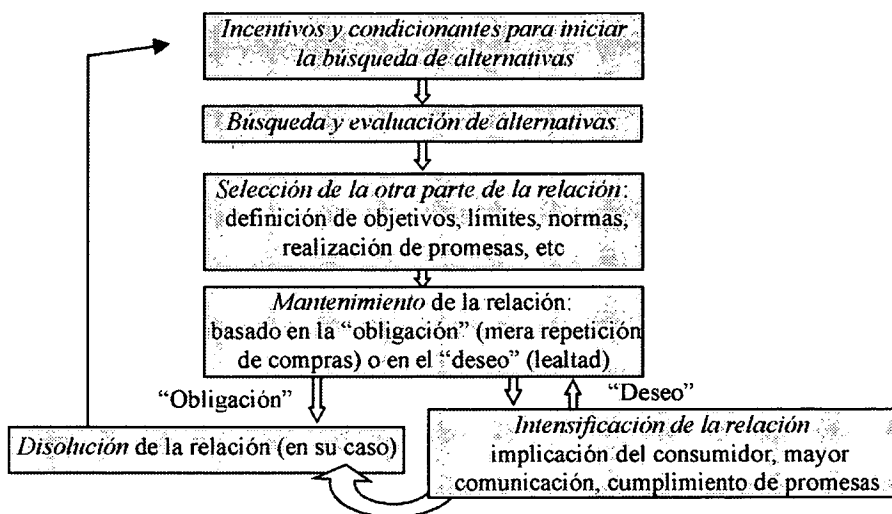 Incentivos y condicionantes para iniciar
la búsqueda de alternativas
Búsqueda y evaluación de alternativas
Selección de la otra parte de la relación:
definición de objetivos, límites, normas,
realización de promesas, etc
Mantenimiento de la relación:
basado en la “obligación” (mera repetición
de compras) o en el “deseo” (lealtad)
“Obligación”
“Deseo”
Disolución de la relación (en su caso)
Intensificación de la relación
implicación del consumidor, mayor
comunicación, cumplimiento de promesas